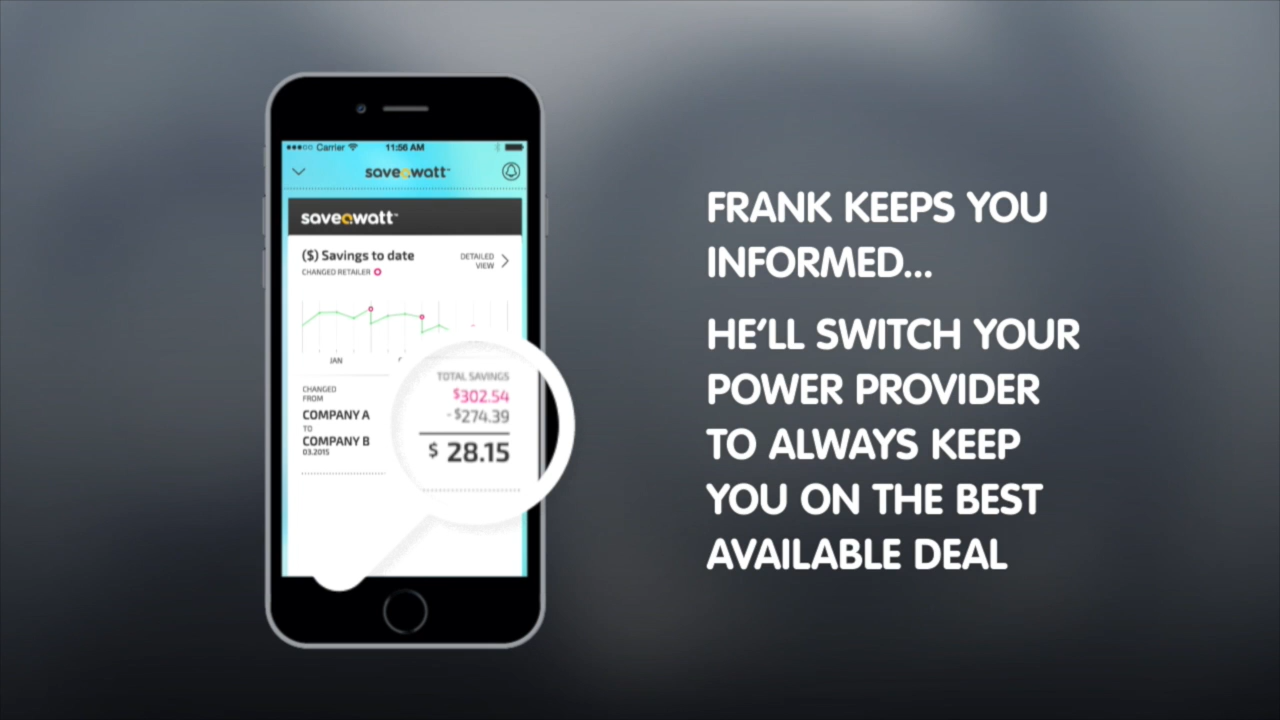 Carrier 11:56 AM
saveawatt™
saveawatt™
($) Savings to date
CHANGED RETAILER
DETAILED
VIEW
JAN
TOTAL SAVINGS
$302.54
- $274.39
$ 28.15
CHANGED
FROM
COMPANY A
TO
COMPANY B
03.2015
FRANK KEEPS YOU
INFORMED...
HE'LL SWITCH YOUR
POWER PROVIDER
TO ALWAYS KEEP
YOU ON THE BEST
AVAILABLE DEAL